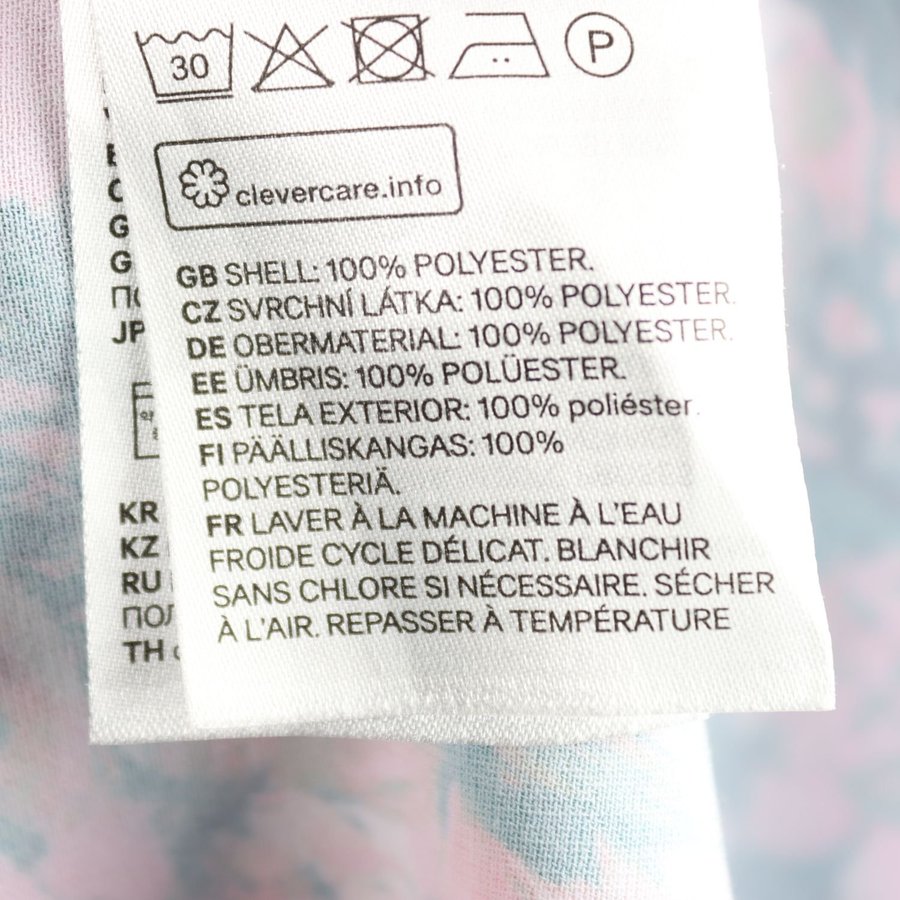 30
P
clevercare.info
GB SHELL: 100% POLYESTER.
CZ SVRCHNÍ LÁTKA: 100% POLYESTER.
DE OBERMATERIAL: 100% POLYESTER.
EE ÜMBRIS: 100% POLÜESTER.
ES TELA EXTERIOR: 100% poliéster.
FI PÄÄLLISKANGAS: 100%
POLYESTERIÄ.
FR LAVER À LA MACHINE À L'EAU
FROIDE CYCLE DÉLICAT. BLANCHIR
SANS CHLORE SI NÉCESSAIRE. SÉCHER
À L'AIR. REPASSER À TEMPÉRATURE
G
G
JP
KR
KZ
RU
ПОЛ
TH